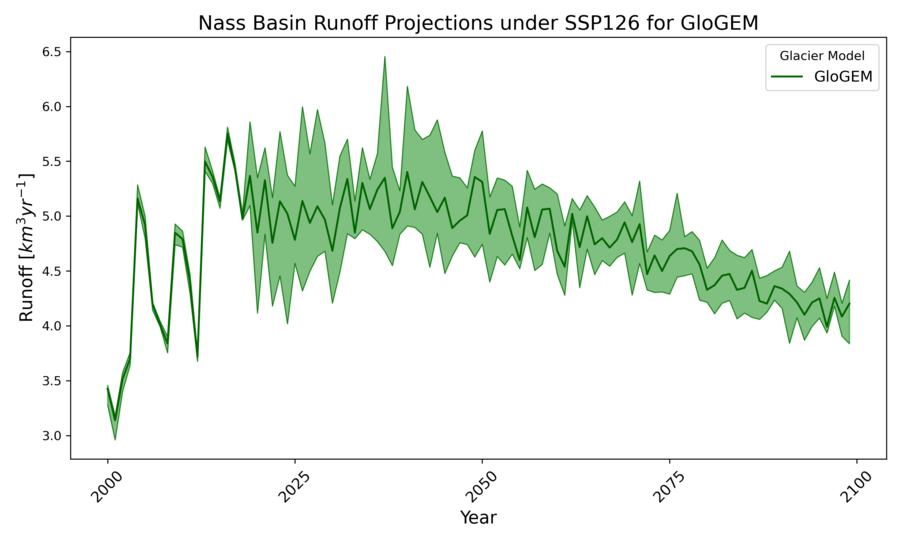 Nass Basin Runoff Projections under SSP126 for GloGEM
Glacier Model
GloGEM
6.5
6.0
5.5
5.0
4.5
4.0
3.5
3.0
Runoff [km³yr⁻¹]
2000
2025
2050
2075
2100
Year